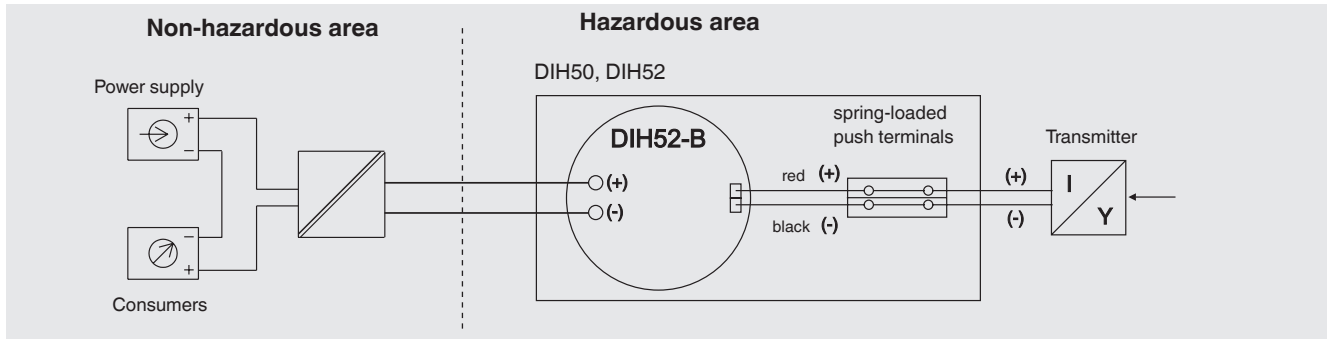 Non-hazardous area
Hazardous area
DIH50, DIH52
Power supply
+
−
−
+
Consumers
DIH52-B
(+)
(-)
spring-loaded
push terminals
red (+)
black (-)
Transmitter
(+)
(-)
I
Y